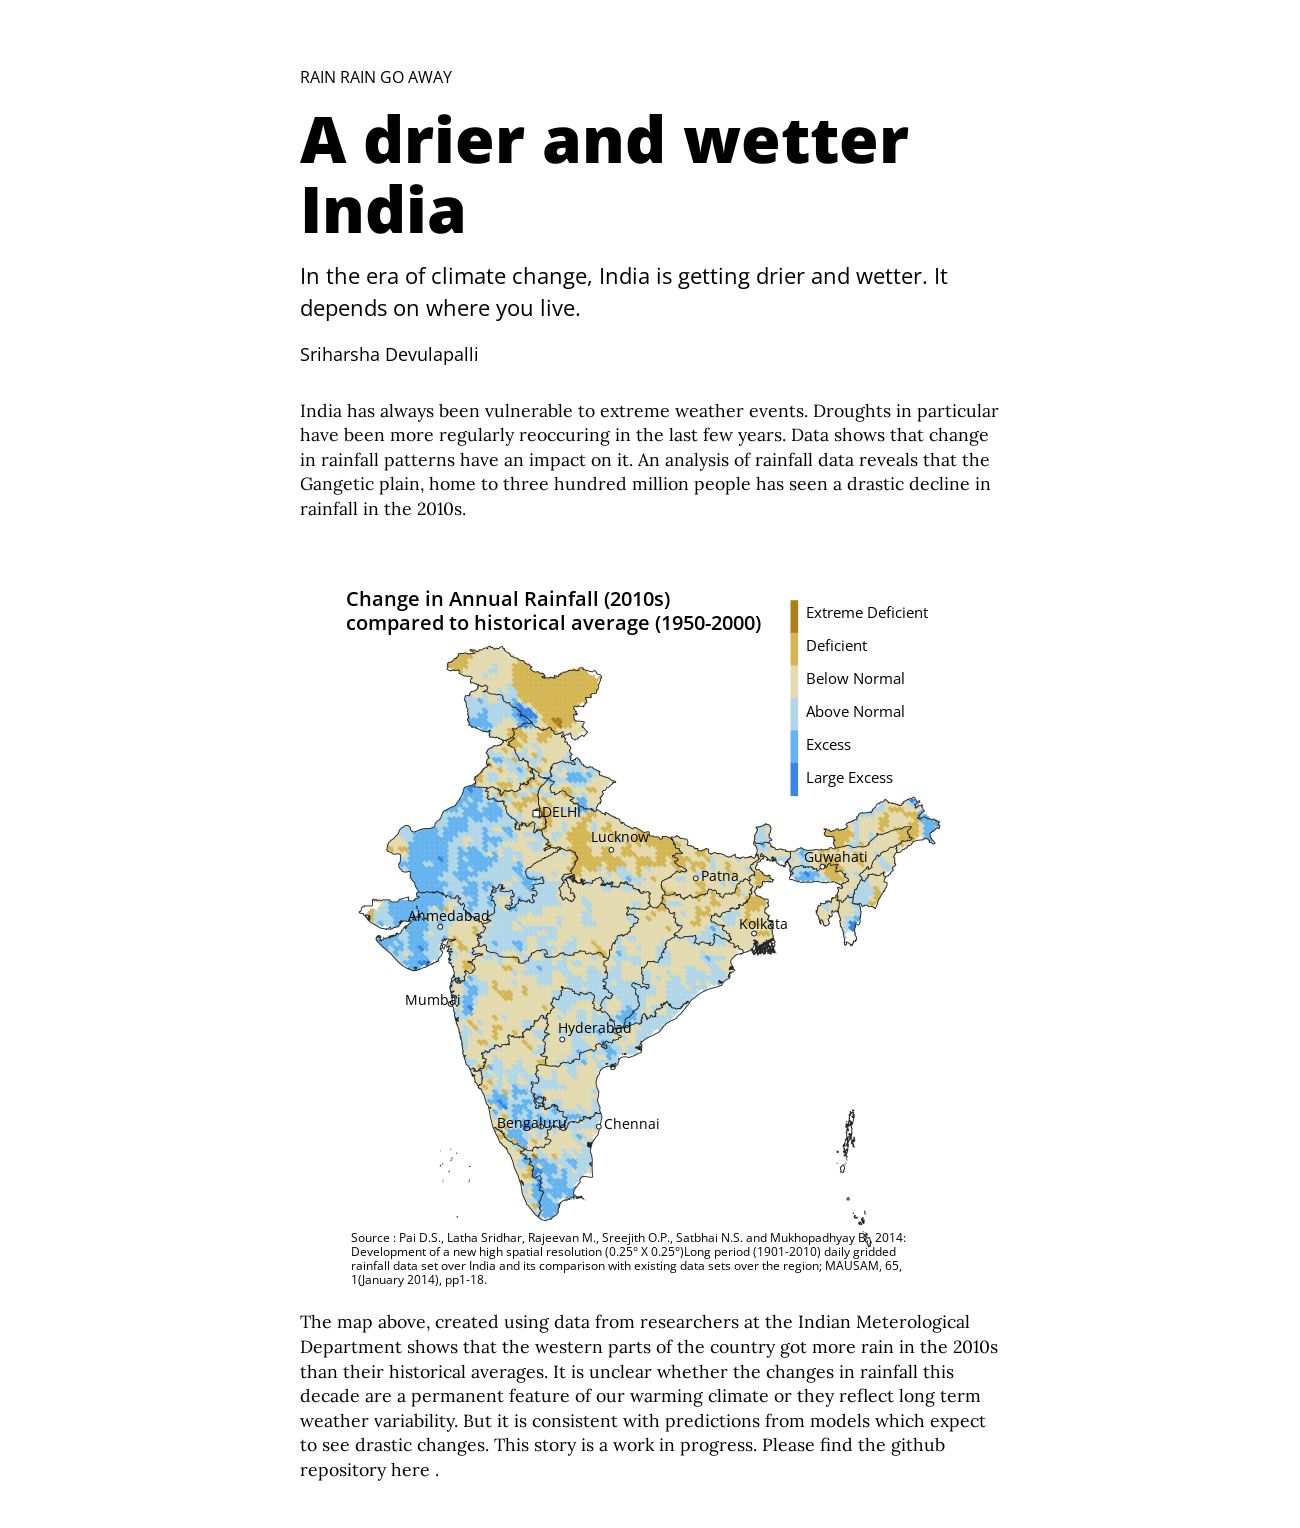 RAIN RAIN GO AWAY
A drier and wetter
India
In the era of climate change, India is getting drier and wetter. It
depends on where you live.
Sriharsha Devulapalli
India has always been vulnerable to extreme weather events. Droughts in particular
have been more regularly reoccuring in the last few years. Data shows that change
in rainfall patterns have an impact on it. An analysis of rainfall data reveals that the
Gangetic plain, home to three hundred million people has seen a drastic decline in
rainfall in the 2010s.
Change in Annual Rainfall (2010s)
compared to historical average (1950-2000)
Extreme Deficient
Deficient
Below Normal
Above Normal
Excess
Large Excess
DELHI
Lucknow
Guwahati
Patna
Ahmedabad
Kolkata
Mumbai
Hyderabad
Bengaluru
Chennai
Source : Pai D.S., Latha Sridhar, Rajeevan M., Sreejith O.P., Satbhai N.S. and Mukhopadhyay B., 2014:
Development of a new high spatial resolution (0.25° X 0.25°)Long period (1901-2010) daily gridded
rainfall data set over India and its comparison with existing data sets over the region; MAUSAM, 65,
1(January 2014), pp1-18.
The map above, created using data from researchers at the Indian Meterological
Department shows that the western parts of the country got more rain in the 2010s
than their historical averages. It is unclear whether the changes in rainfall this
decade are a permanent feature of our warming climate or they reflect long term
weather variability. But it is consistent with predictions from models which expect
to see drastic changes. This story is a work in progress. Please find the github
repository here .